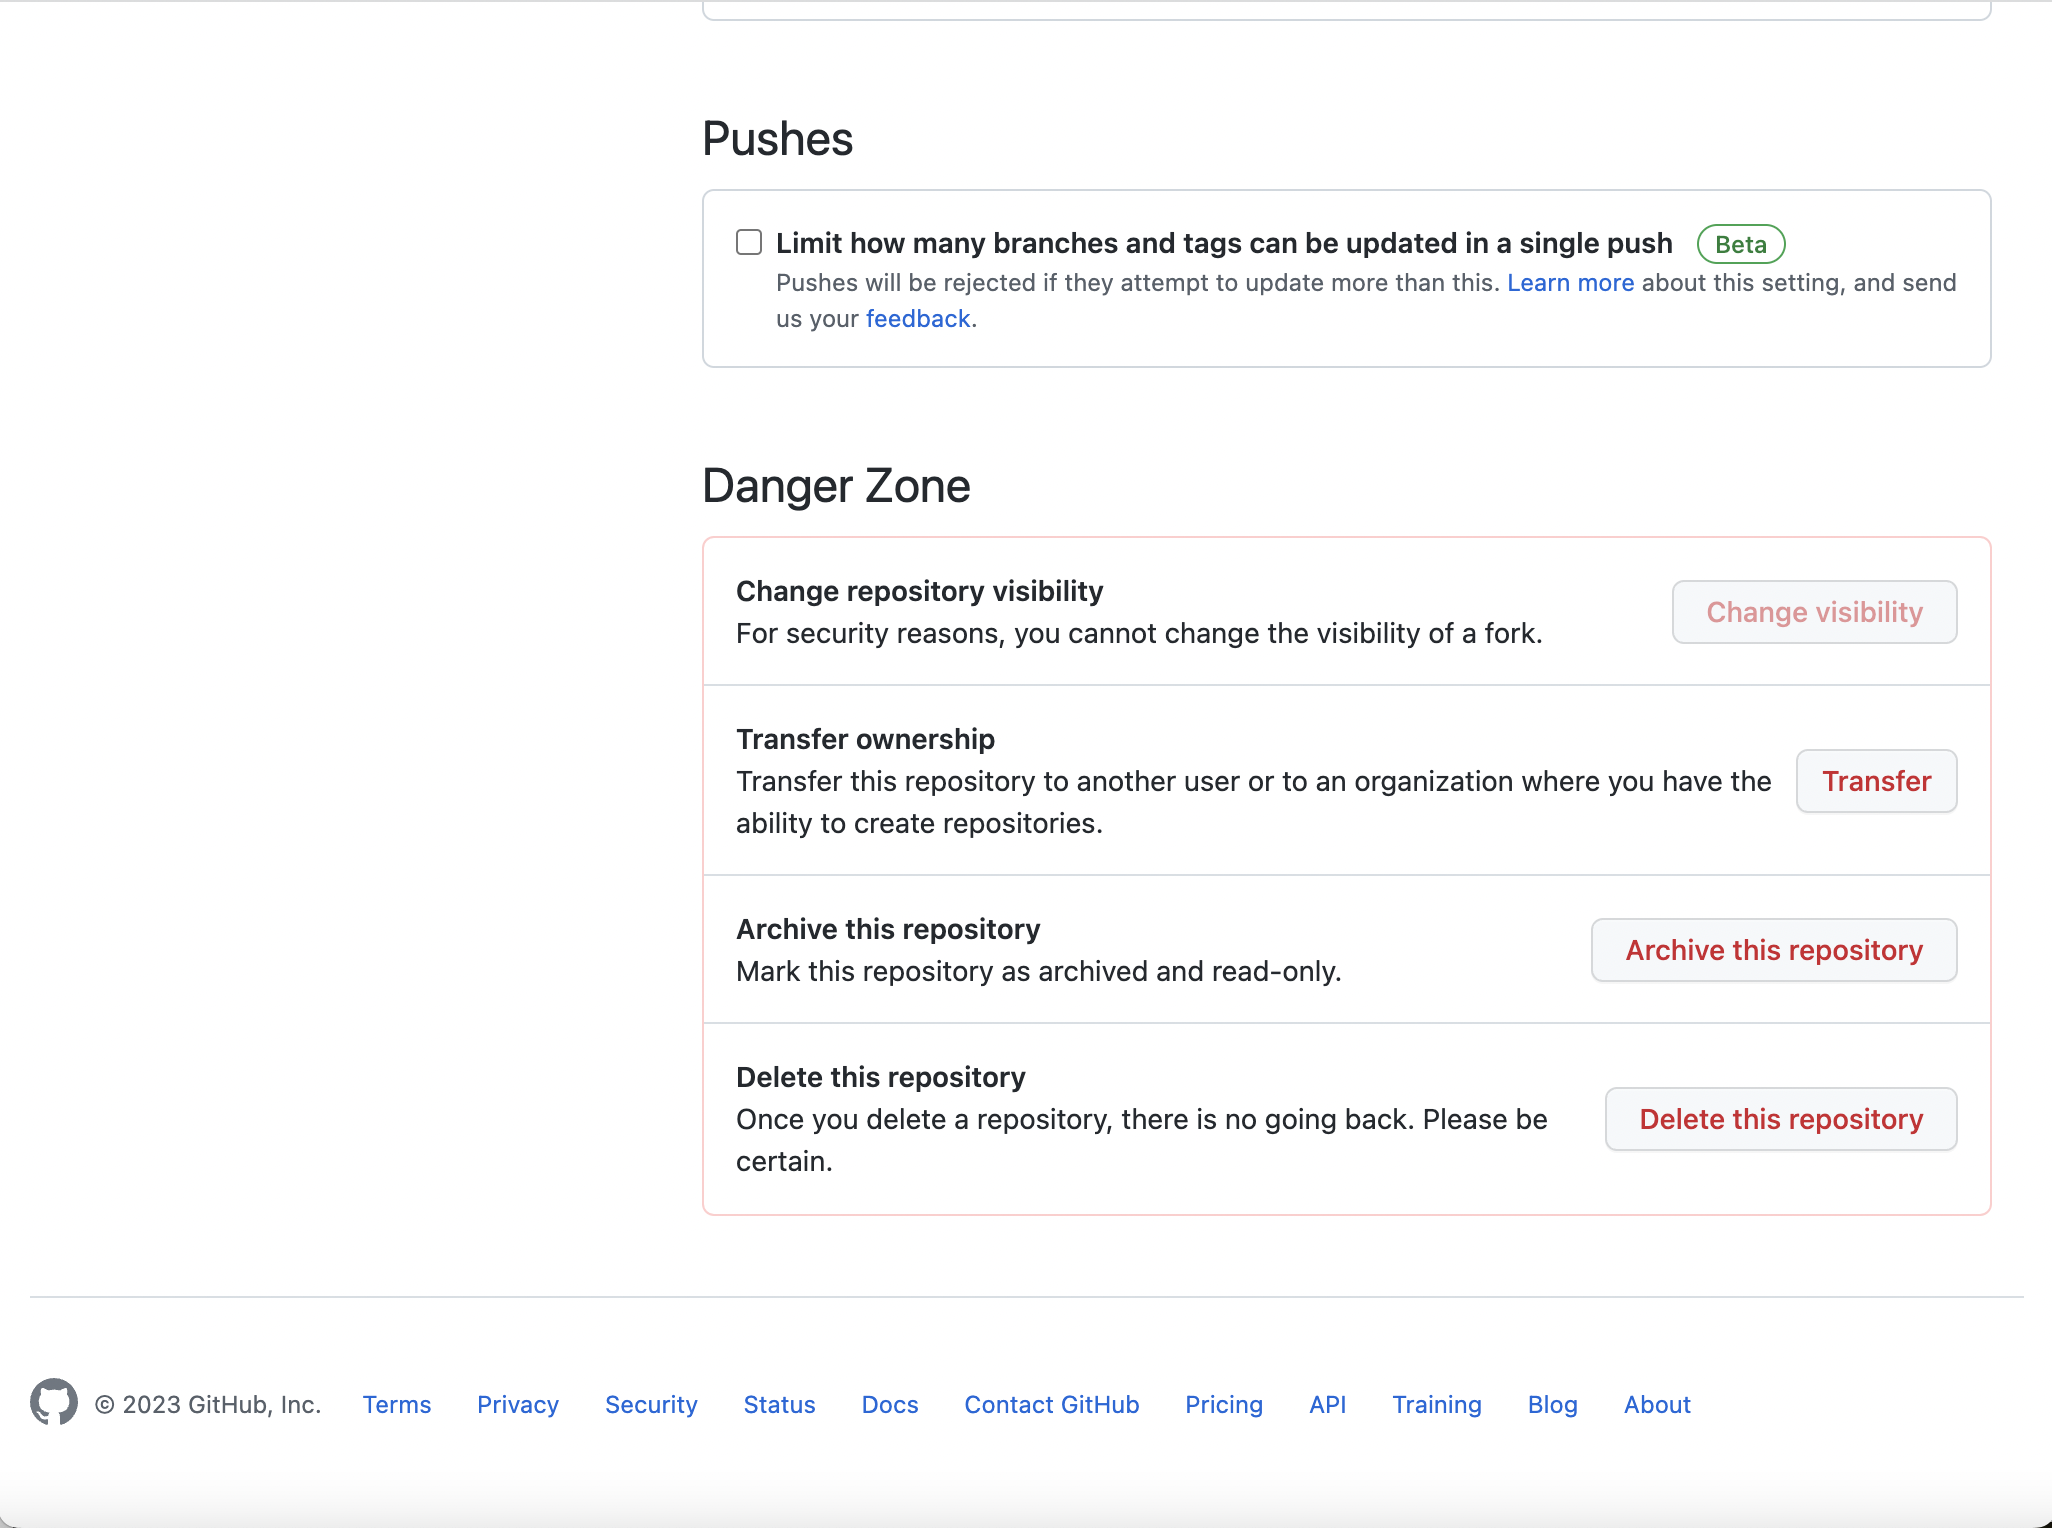 Pushes
Limit how many branches and tags can be updated in a single push Beta
Pushes will be rejected if they attempt to update more than this. Learn more about this setting, and send
us your feedback.
Danger Zone
Change repository visibility
For security reasons, you cannot change the visibility of a fork.
Change visibility
Transfer ownership
Transfer this repository to another user or to an organization where you have the
ability to create repositories.
Transfer
Archive this repository
Mark this repository as archived and read-only.
Archive this repository
Delete this repository
Once you delete a repository, there is no going back. Please be
certain.
Delete this repository
© 2023 GitHub, Inc. Terms Privacy Security Status Docs Contact GitHub Pricing API Training Blog About